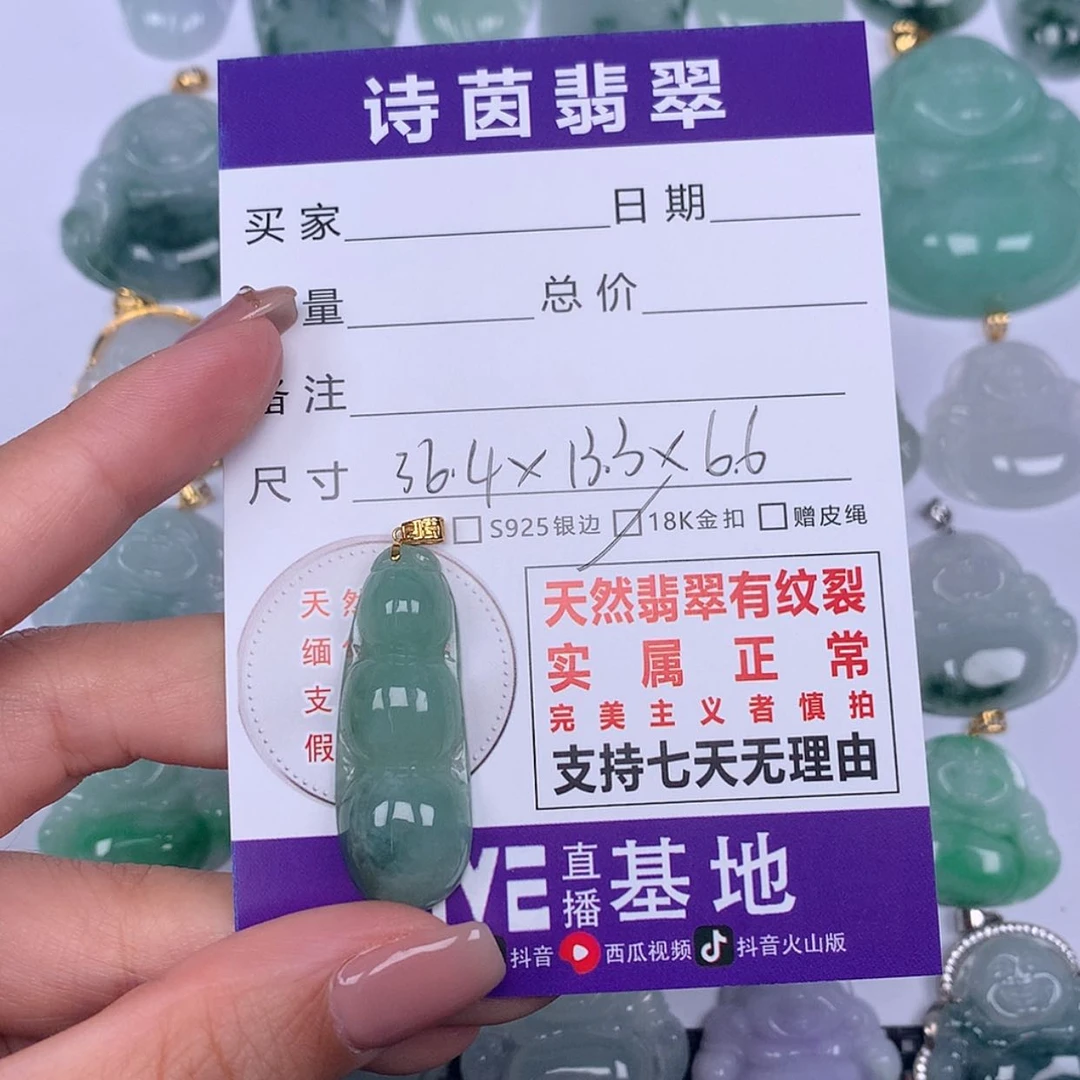 诗茵翡翠
买家 日期
量 总价
备注
尺寸 36.4×13.5×6.6
S925银边 18K金扣 赠皮绳
天然
缅
支
假
天然翡翠有纹裂
实属正常
完美主义者慎拍
支持七天无理由
VE 直播 基地
抖音 西瓜视频 抖音火山版